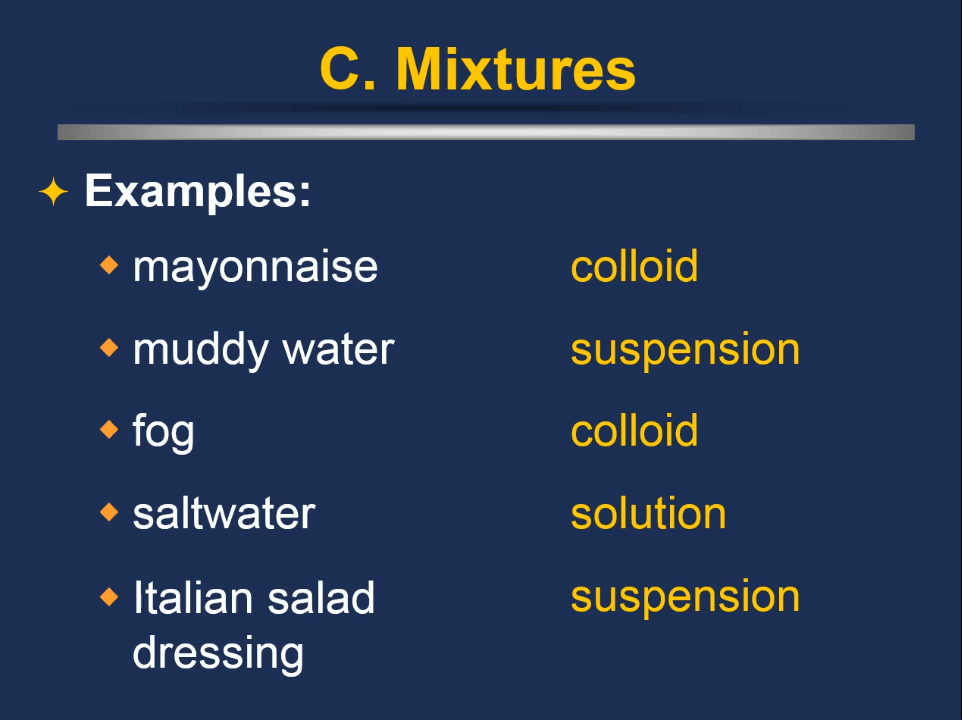 C. Mixtures
Examples:
mayonnaise colloid
muddy water suspension
fog colloid
saltwater solution
Italian salad suspension
dressing